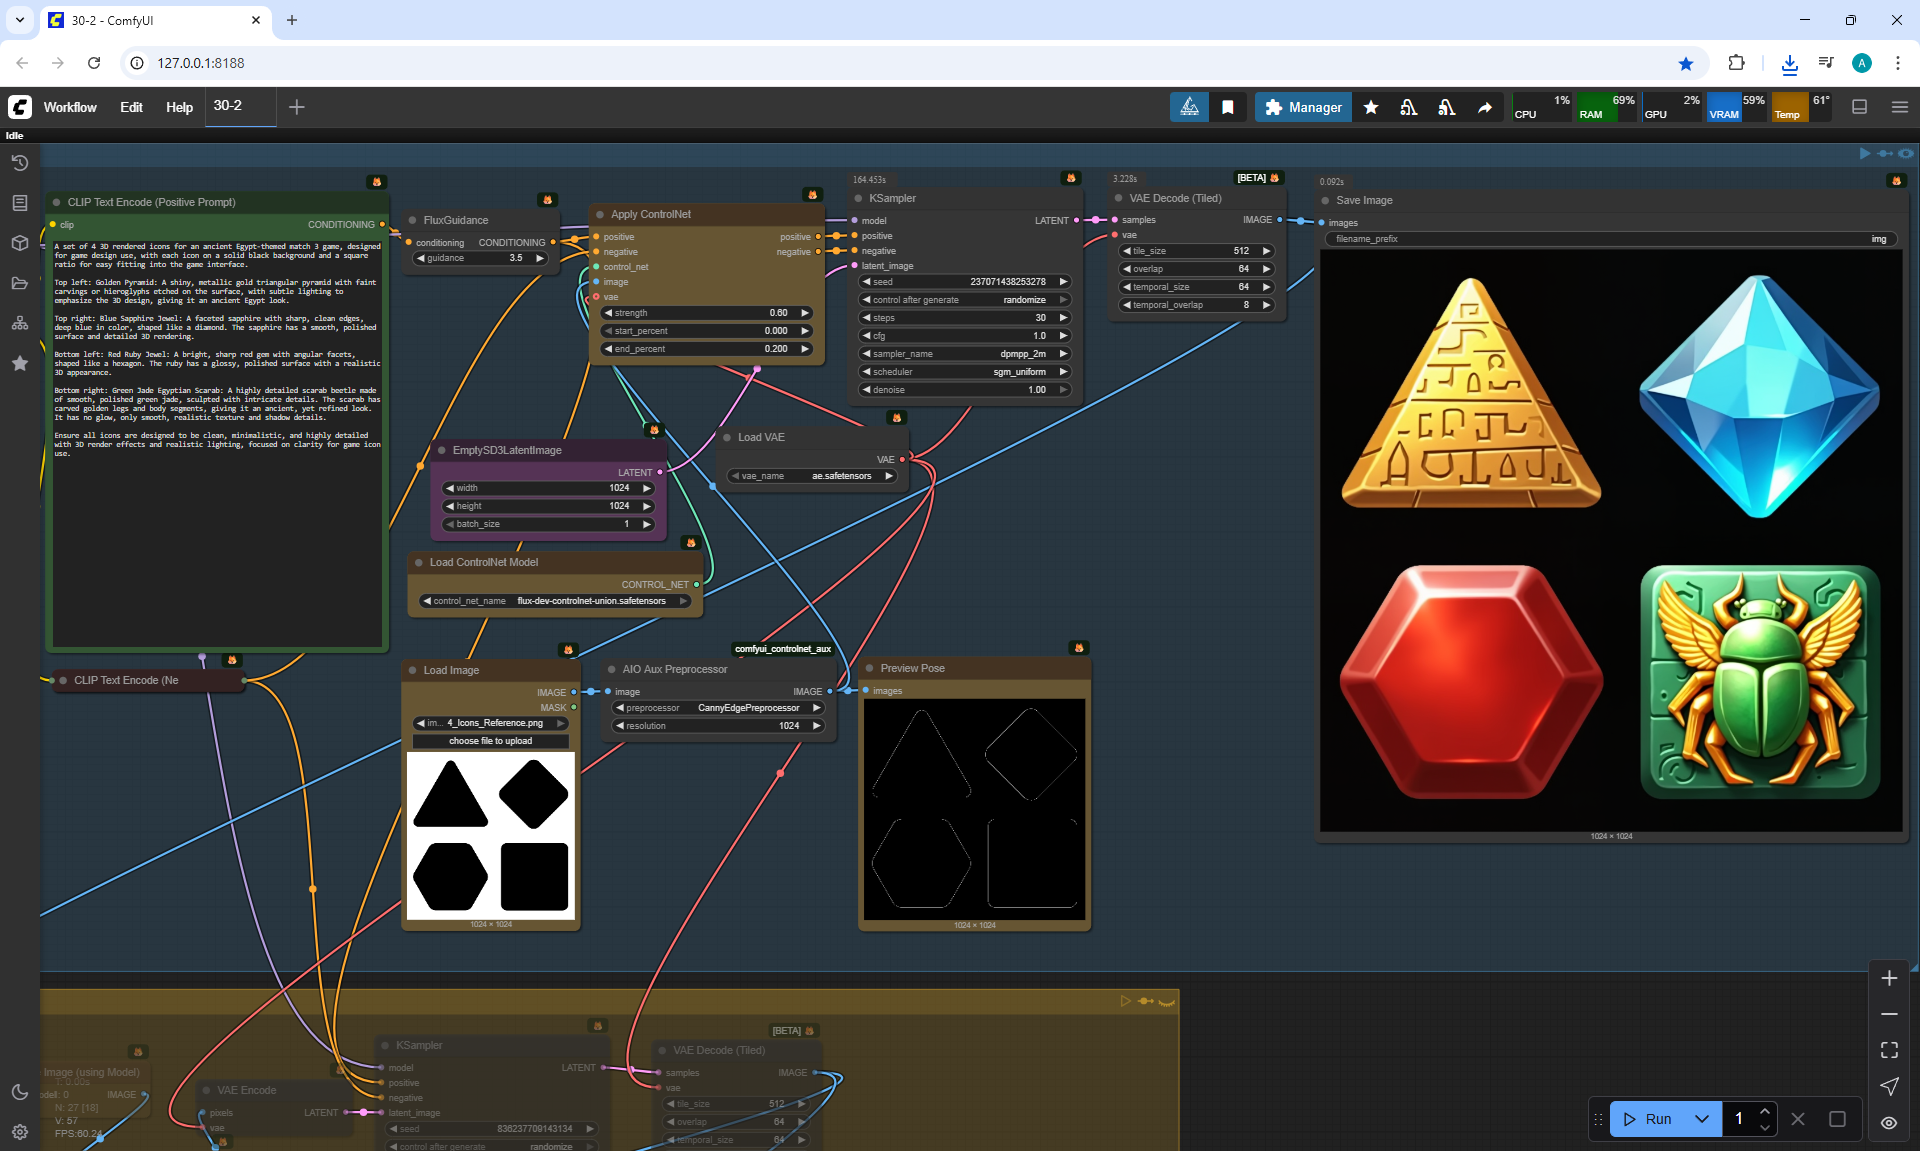 30-2 - ComfyUI
127.0.0.1:8188
A
Workflow
Edit
Help
30-2
Manager
CPU
1%
RAM
69%
GPU
2%
VRAM
59%
Temp
61°
Idle
CLIP Text Encode (Positive Prompt)
clip
CONDITIONING
A set of 4 3D rendered icons for an ancient Egypt-themed match 3 game, designed
for game design use, with each icon on a solid black background and a square
ratio for easy fitting into the game interface.
Top left: Golden Pyramid: A shiny, metallic gold triangular pyramid with faint
carvings or hieroglyphs etched on the surface, with subtle lighting to
emphasize the 3D design, giving it an ancient Egypt look.
Top right: Blue Sapphire Jewel: A faceted sapphire with sharp, clean edges,
deep blue in color, shaped like a diamond. The sapphire has a smooth, polished
surface and detailed 3D rendering.
Bottom left: Red Ruby Jewel: A bright, sharp red gem with angular facets,
shaped like a hexagon. The ruby has a glossy, polished surface with a realistic
3D appearance.
Bottom right: Green Jade Egyptian Scarab: A highly detailed scarab beetle made
of smooth, polished green jade, sculpted with intricate details. The scarab has
carved golden legs and body segments, giving it an ancient, yet refined look.
It has no glow, only smooth, realistic texture and shadow details.
Ensure all icons are designed to be clean, minimalistic, and highly detailed
with 3D render effects and realistic lighting, focused on clarity for game icon
use.
FluxGuidance
conditioning
CONDITIONING
guidance
3.5
Apply ControlNet
positive
positive
negative
negative
control_net
image
vae
strength
0.60
start_percent
0.000
end_percent
0.200
164.453s
KSampler
model
LATENT
positive
negative
latent_image
seed
237071438253278
control after generate
randomize
steps
30
cfg
1.0
sampler_name
dpmpp_2m
scheduler
sgm_uniform
denoise
1.00
3.228s
[BETA]
VAE Decode (Tiled)
samples
IMAGE
vae
tile_size
512
overlap
64
temporal_size
64
temporal_overlap
8
0.092s
Save Image
images
filename_prefix
img
1024 × 1024
EmptySD3LatentImage
LATENT
width
1024
height
1024
batch_size
1
Load VAE
VAE
vae_name
ae.safetensors
Load ControlNet Model
CONTROL_NET
control_net_name
flux-dev-controlnet-union.safetensors
CLIP Text Encode (Ne
Load Image
IMAGE
MASK
im...
4_Icons_Reference.png
choose file to upload
1024 × 1024
comfyui_controlnet_aux
AIO Aux Preprocessor
image
IMAGE
preprocessor
CannyEdgePreprocessor
resolution
1024
Preview Pose
images
1024 × 1024
Image (using Model)
T: 0.00s
IMAGE
N: 27 [18]
V: 57
FPS:60.24
VAE Encode
pixels
LATENT
vae
KSampler
model
LATENT
positive
negative
latent_image
seed
838237709143134
control after generate
randomize
[BETA]
VAE Decode (Tiled)
samples
IMAGE
vae
tile_size
512
overlap
64
temporal_size
64
Run
1